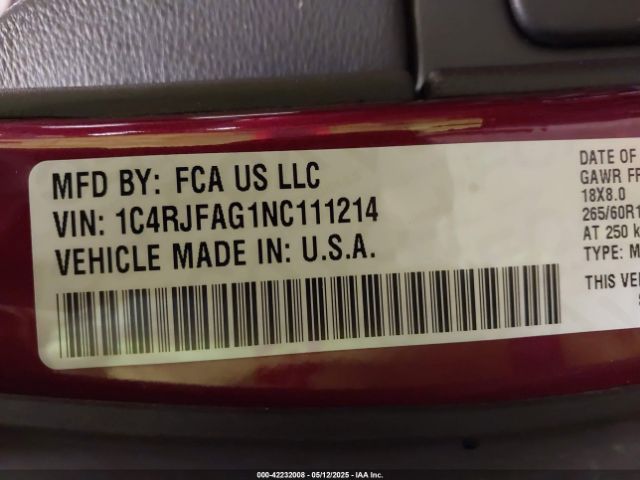 MFD BY: FCA US LLC
VIN: 1C4RJFAG1NC111214
VEHICLE MADE IN: U.S.A.
DATE OF
GAWR FR
18X8.0
265/60R1
AT 250 k
TYPE: M
THIS VE
000-42232008 - 05/12/2025 - IAA Inc.